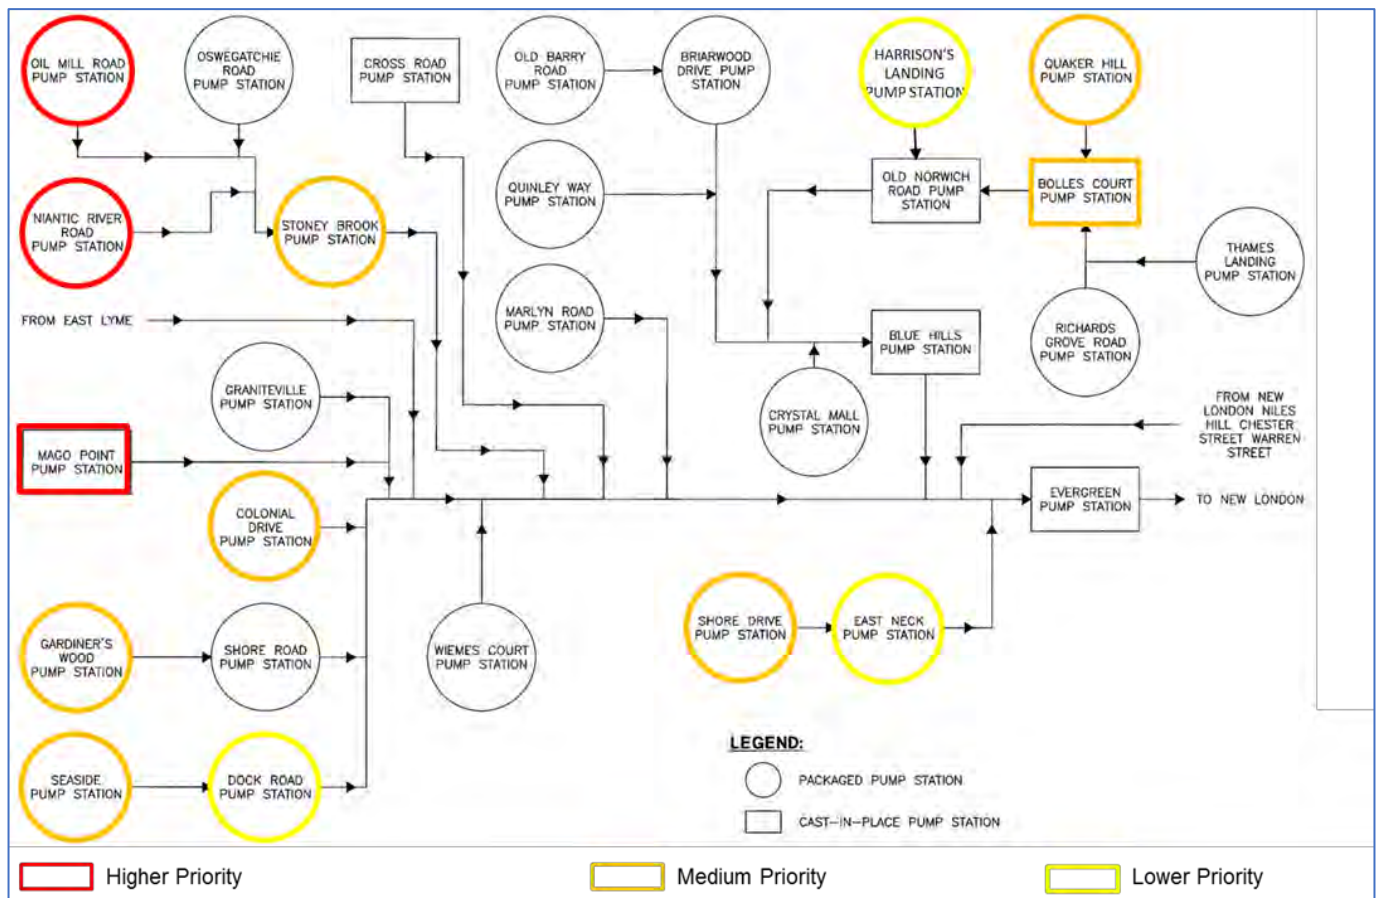 OIL MILL ROAD
PUMP STATION
OSWEGATCHIE
ROAD
PUMP STATION
CROSS ROAD
PUMP STATION
OLD BARRY
ROAD
PUMP STATION
BRIARWOOD
DRIVE PUMP
STATION
HARRISON'S
LANDING
PUMP STATION
QUAKER HILL
PUMP STATION
NIANTIC RIVER
ROAD
PUMP STATION
STONEY BROOK
PUMP STATION
QUINLEY WAY
PUMP STATION
OLD NORWICH
ROAD PUMP
STATION
BOLLES COURT
PUMP STATION
THAMES
LANDING
PUMP STATION
FROM EAST LYME
MARLYN ROAD
PUMP STATION
BLUE HILLS
PUMP STATION
RICHARDS
GROVE ROAD
PUMP STATION
GRANITEVILLE
PUMP STATION
CRYSTAL MALL
PUMP STATION
FROM NEW
LONDON NILES
HILL CHESTER
STREET WARREN
STREET
MAGO POINT
PUMP STATION
COLONIAL
DRIVE
PUMP STATION
EVERGREEN
PUMP STATION
TO NEW LONDON
GARDINER'S
WOOD
PUMP STATION
SHORE ROAD
PUMP STATION
WIEMES COURT
PUMP STATION
SHORE DRIVE
PUMP STATION
EAST NECK
PUMP STATION
SEASIDE
PUMP STATION
DOCK ROAD
PUMP STATION
LEGEND:
PACKAGED PUMP STATION
CAST-IN-PLACE PUMP STATION
Higher Priority
Medium Priority
Lower Priority